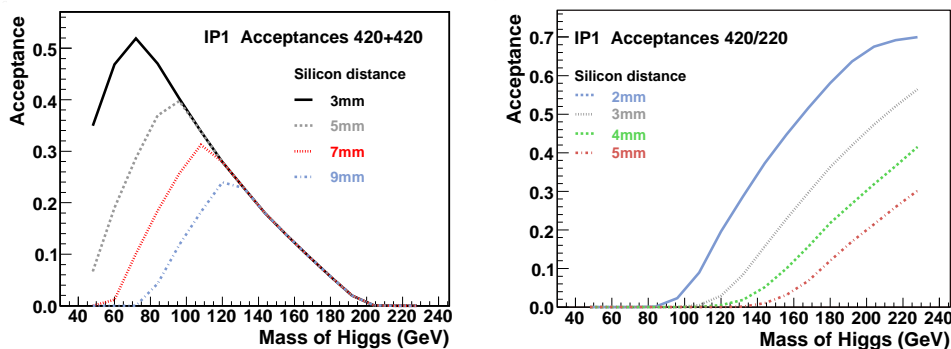 IP1 Acceptances 420+420
Silicon distance
3mm
5mm
7mm
9mm
Acceptance
0.5
0.4
0.3
0.2
0.1
0.0
40 60 80 100 120 140 160 180 200 220 240
Mass of Higgs (GeV)
IP1 Acceptances 420/220
Silicon distance
2mm
3mm
4mm
5mm
Acceptance
0.7
0.6
0.5
0.4
0.3
0.2
0.1
0.0
40 60 80 100 120 140 160 180 200 220 240
Mass of Higgs (GeV)